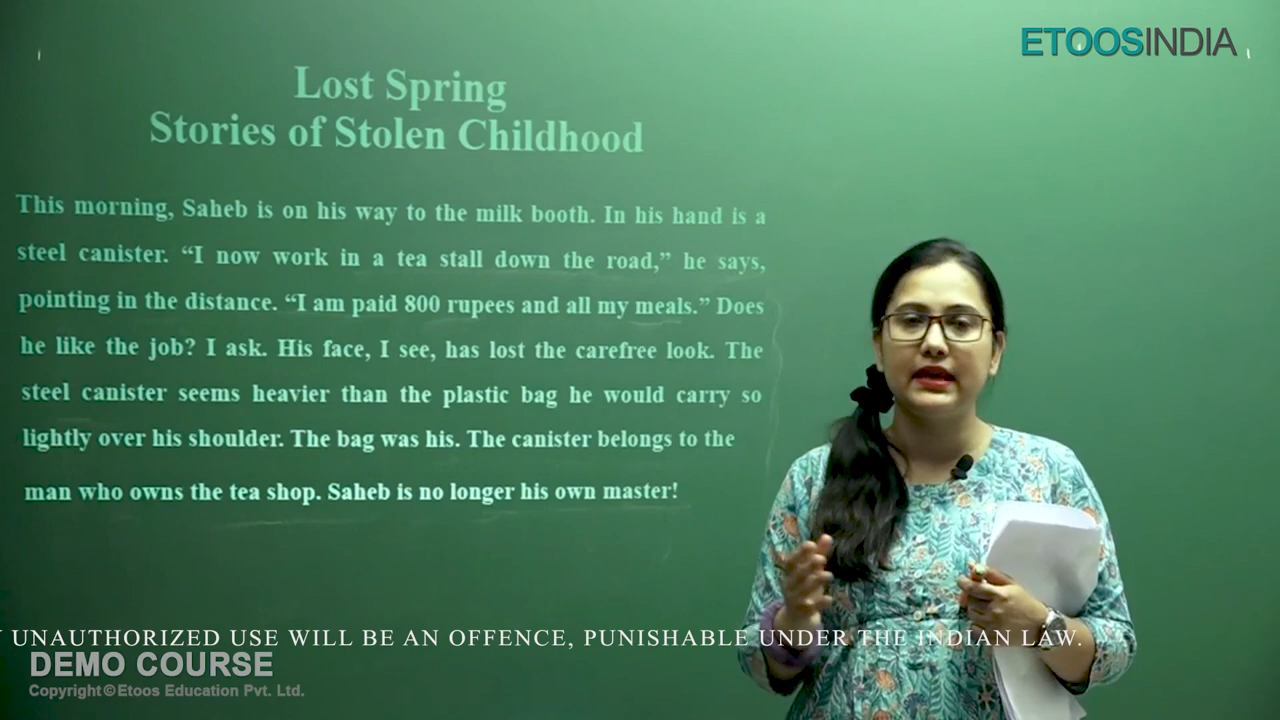 ETOOSINDIA
Lost Spring
Stories of Stolen Childhood
This morning, Saheb is on his way to the milk booth. In his hand is a
steel canister. “I now work in a tea stall down the road,” he says,
pointing in the distance. “I am paid 800 rupees and all my meals.” Does
he like the job? I ask. His face, I see, has lost the carefree look. The
steel canister seems heavier than the plastic bag he would carry so
lightly over his shoulder. The bag was his. The canister belongs to the
man who owns the tea shop. Saheb is no longer his own master!
UNAUTHORIZED USE WILL BE AN OFFENCE, PUNISHABLE UNDER THE INDIAN LAW.
DEMO COURSE
Copyright © Etoos Education Pvt. Ltd.